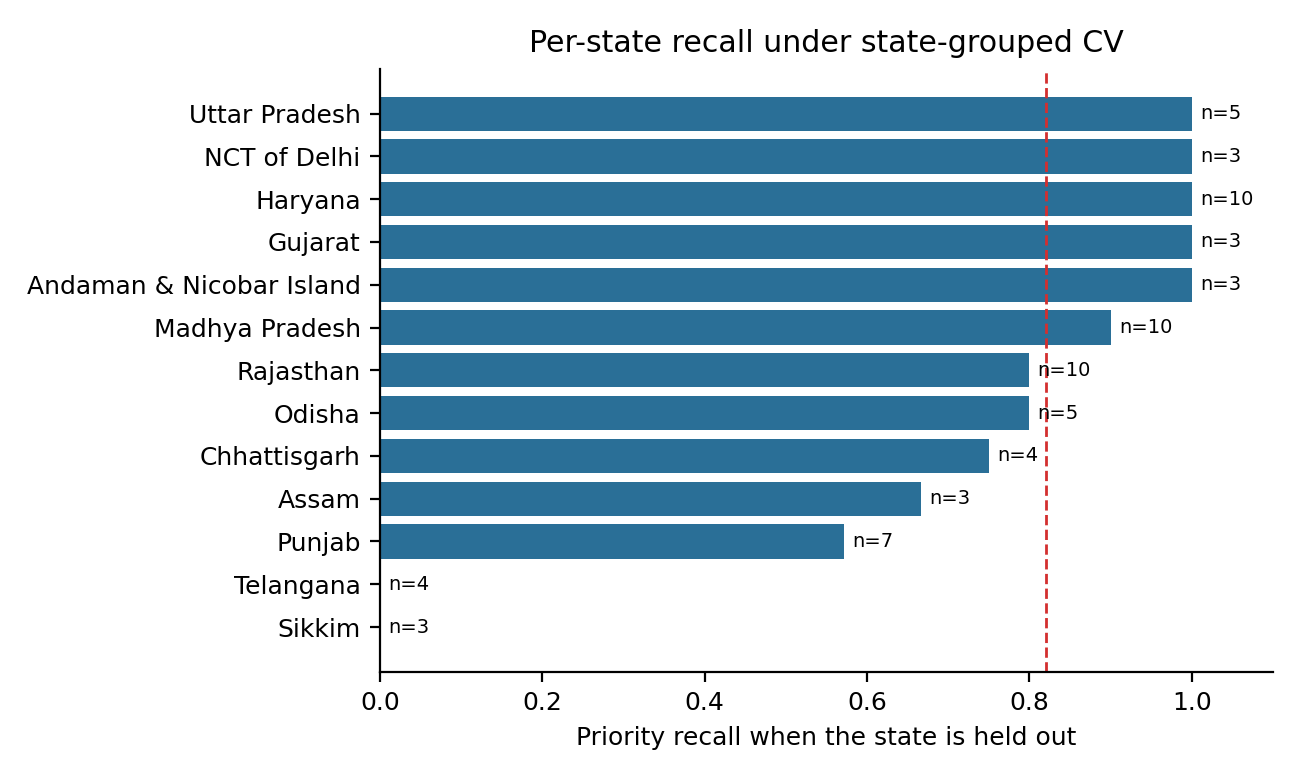 Per-state recall under state-grouped CV
Uttar Pradesh n=5
NCT of Delhi n=3
Haryana n=10
Gujarat n=3
Andaman & Nicobar Island n=3
Madhya Pradesh n=10
Rajasthan n=10
Odisha n=5
Chhattisgarh n=4
Assam n=3
Punjab n=7
Telangana n=4
Sikkim n=3
0.0 0.2 0.4 0.6 0.8 1.0
Priority recall when the state is held out